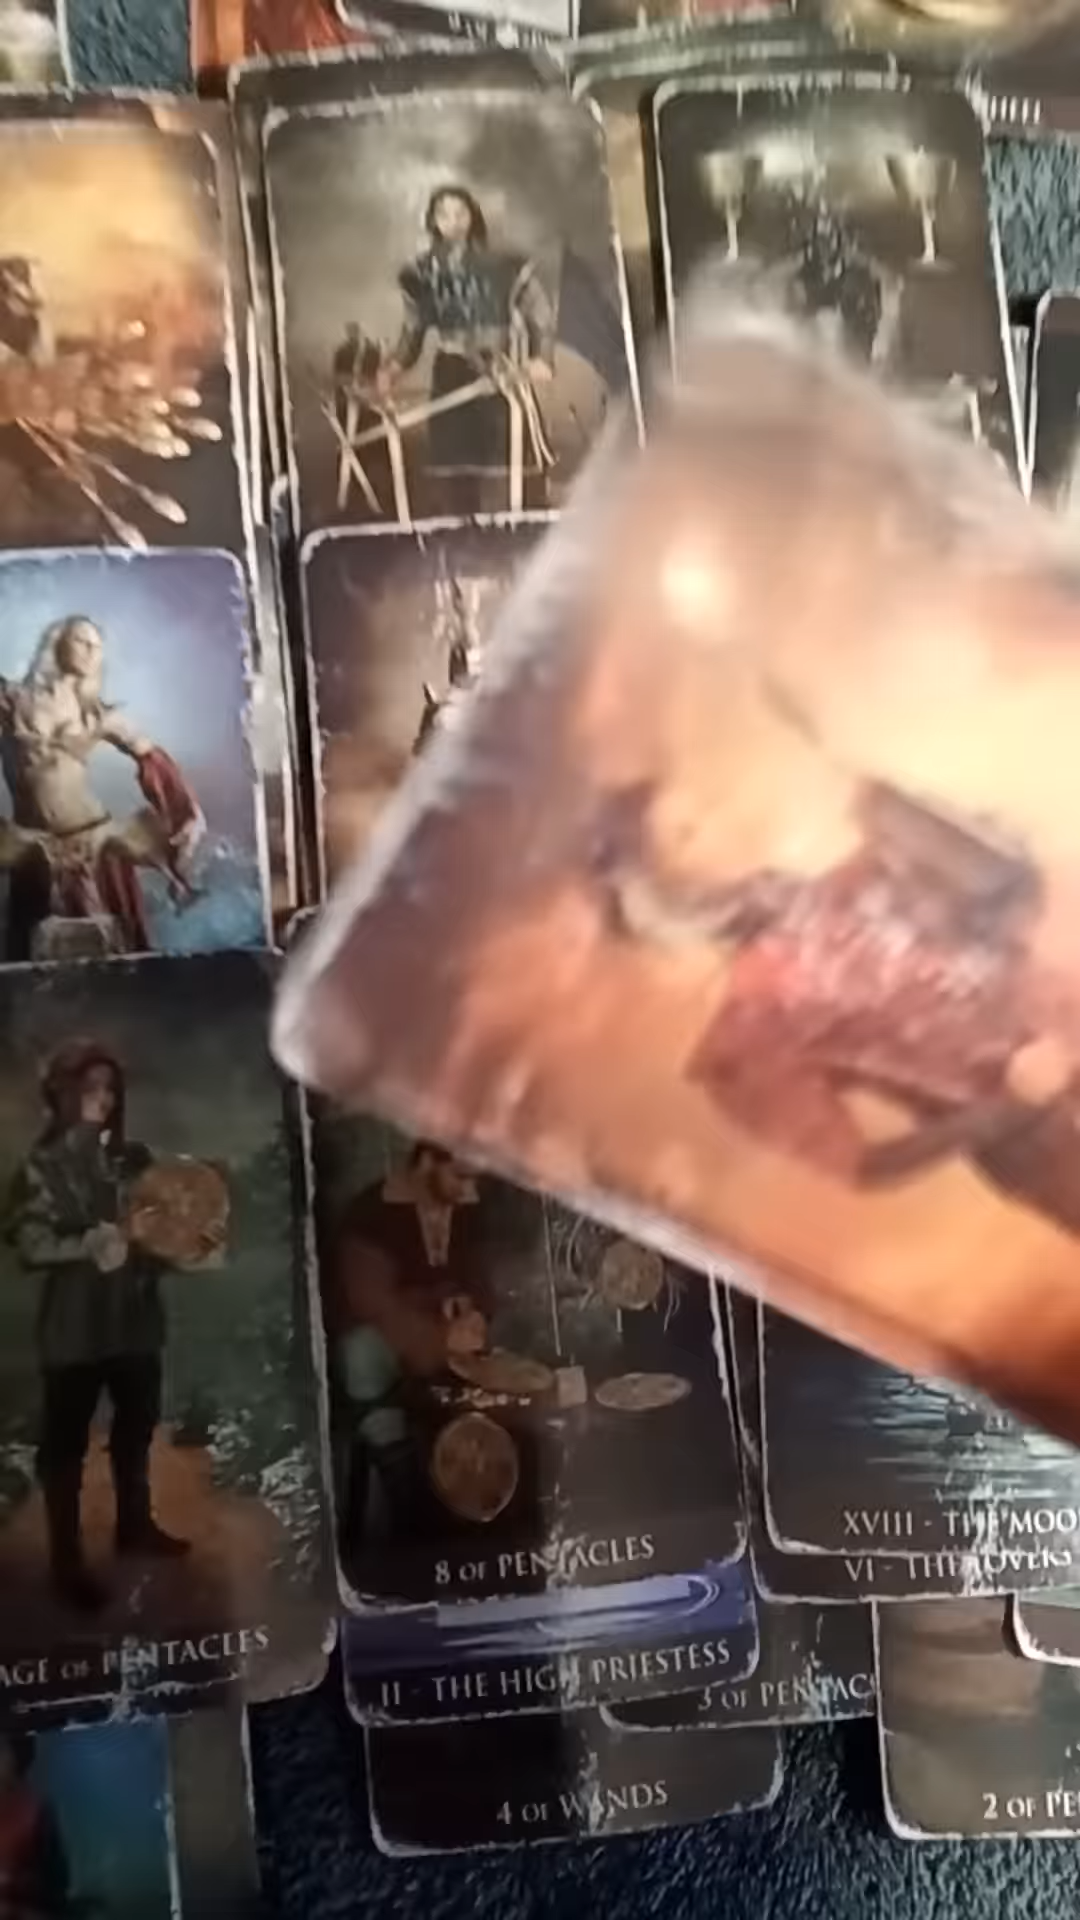 8 OF PENTACLES
XVIII - THE MOO
VI - THE LOVERS
AGE OF PENTACLES
II - THE HIGH PRIESTESS
3 OF PENTAC
4 OF WANDS
2 OF PE